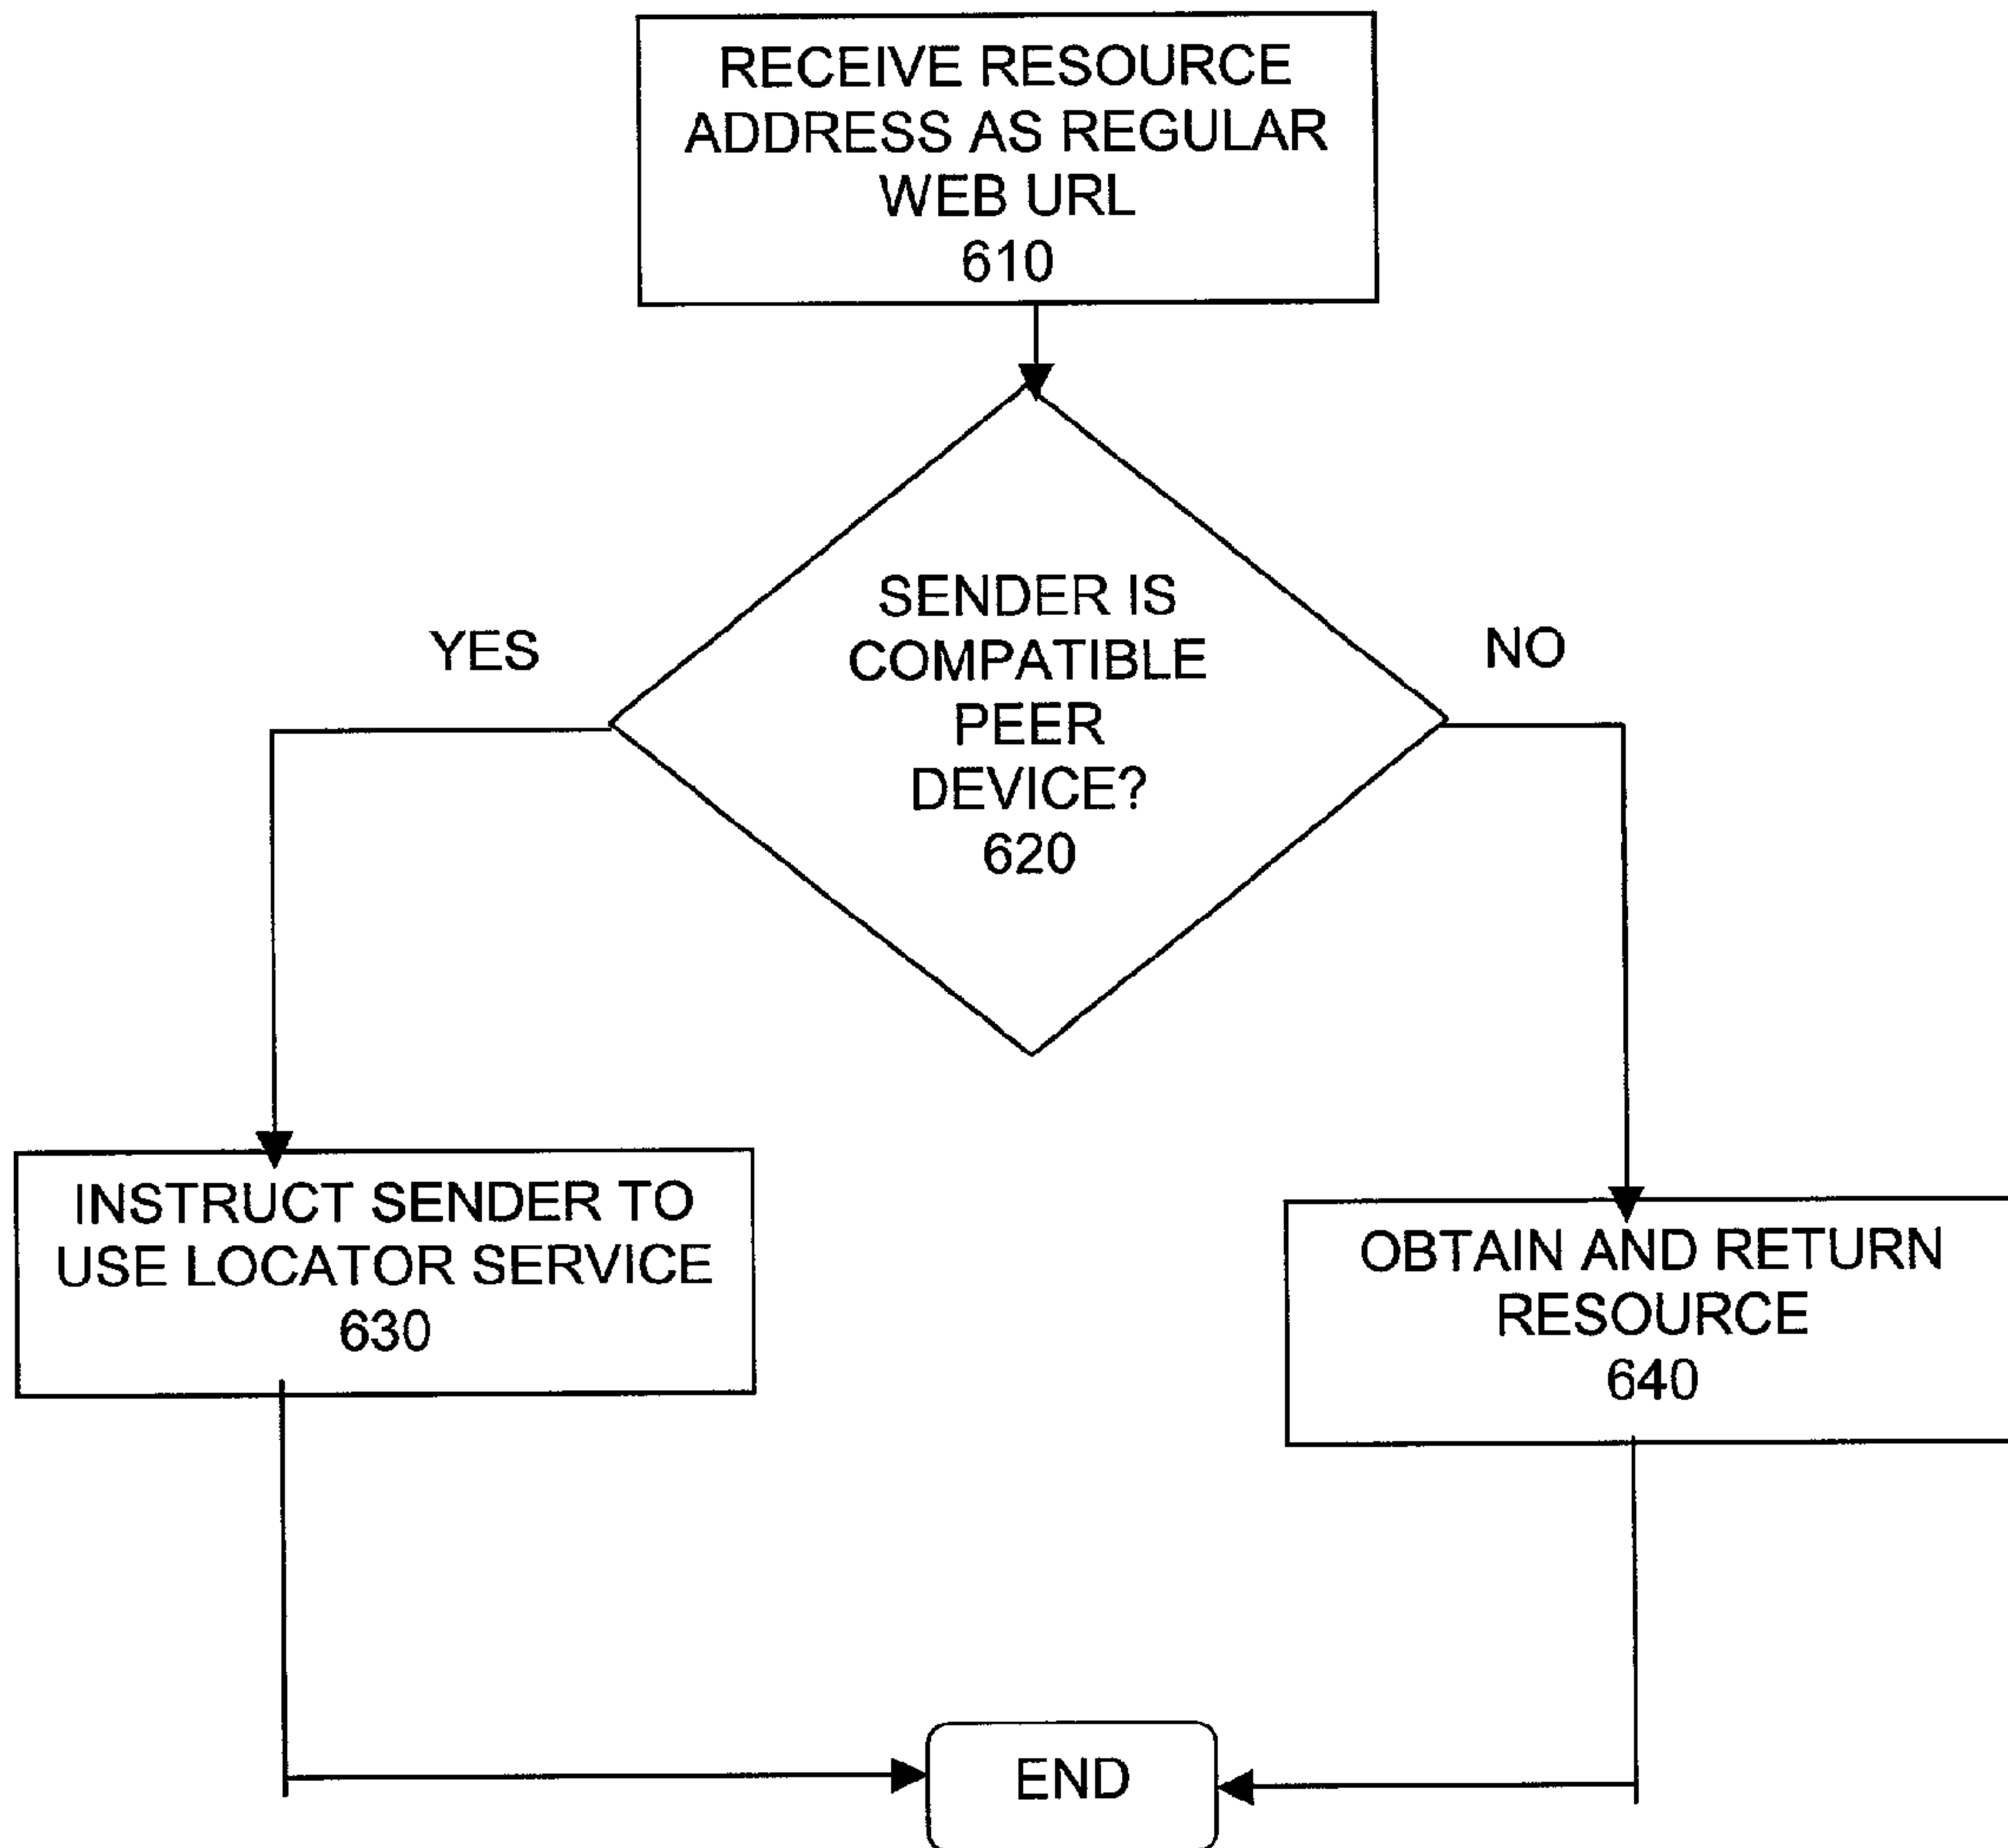 RECEIVE RESOURCE
ADDRESS AS REGULAR
WEB URL
610
SENDER IS
COMPATIBLE
PEER
DEVICE?
620
YES
NO
INSTRUCT SENDER TO
USE LOCATOR SERVICE
630
OBTAIN AND RETURN
RESOURCE
640
END